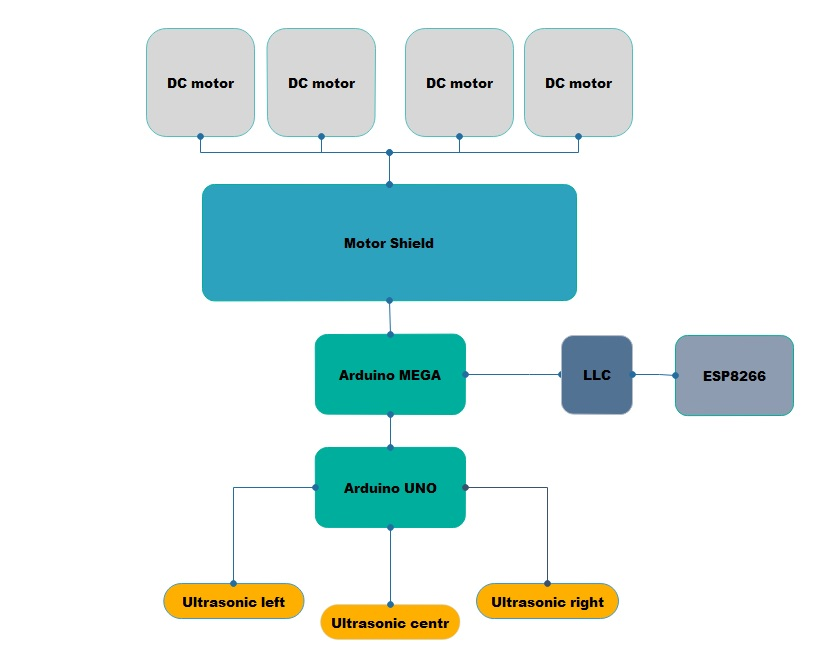 DC motor
DC motor
DC motor
DC motor
Motor Shield
Arduino MEGA
LLC
ESP8266
Arduino UNO
Ultrasonic left
Ultrasonic centr
Ultrasonic right